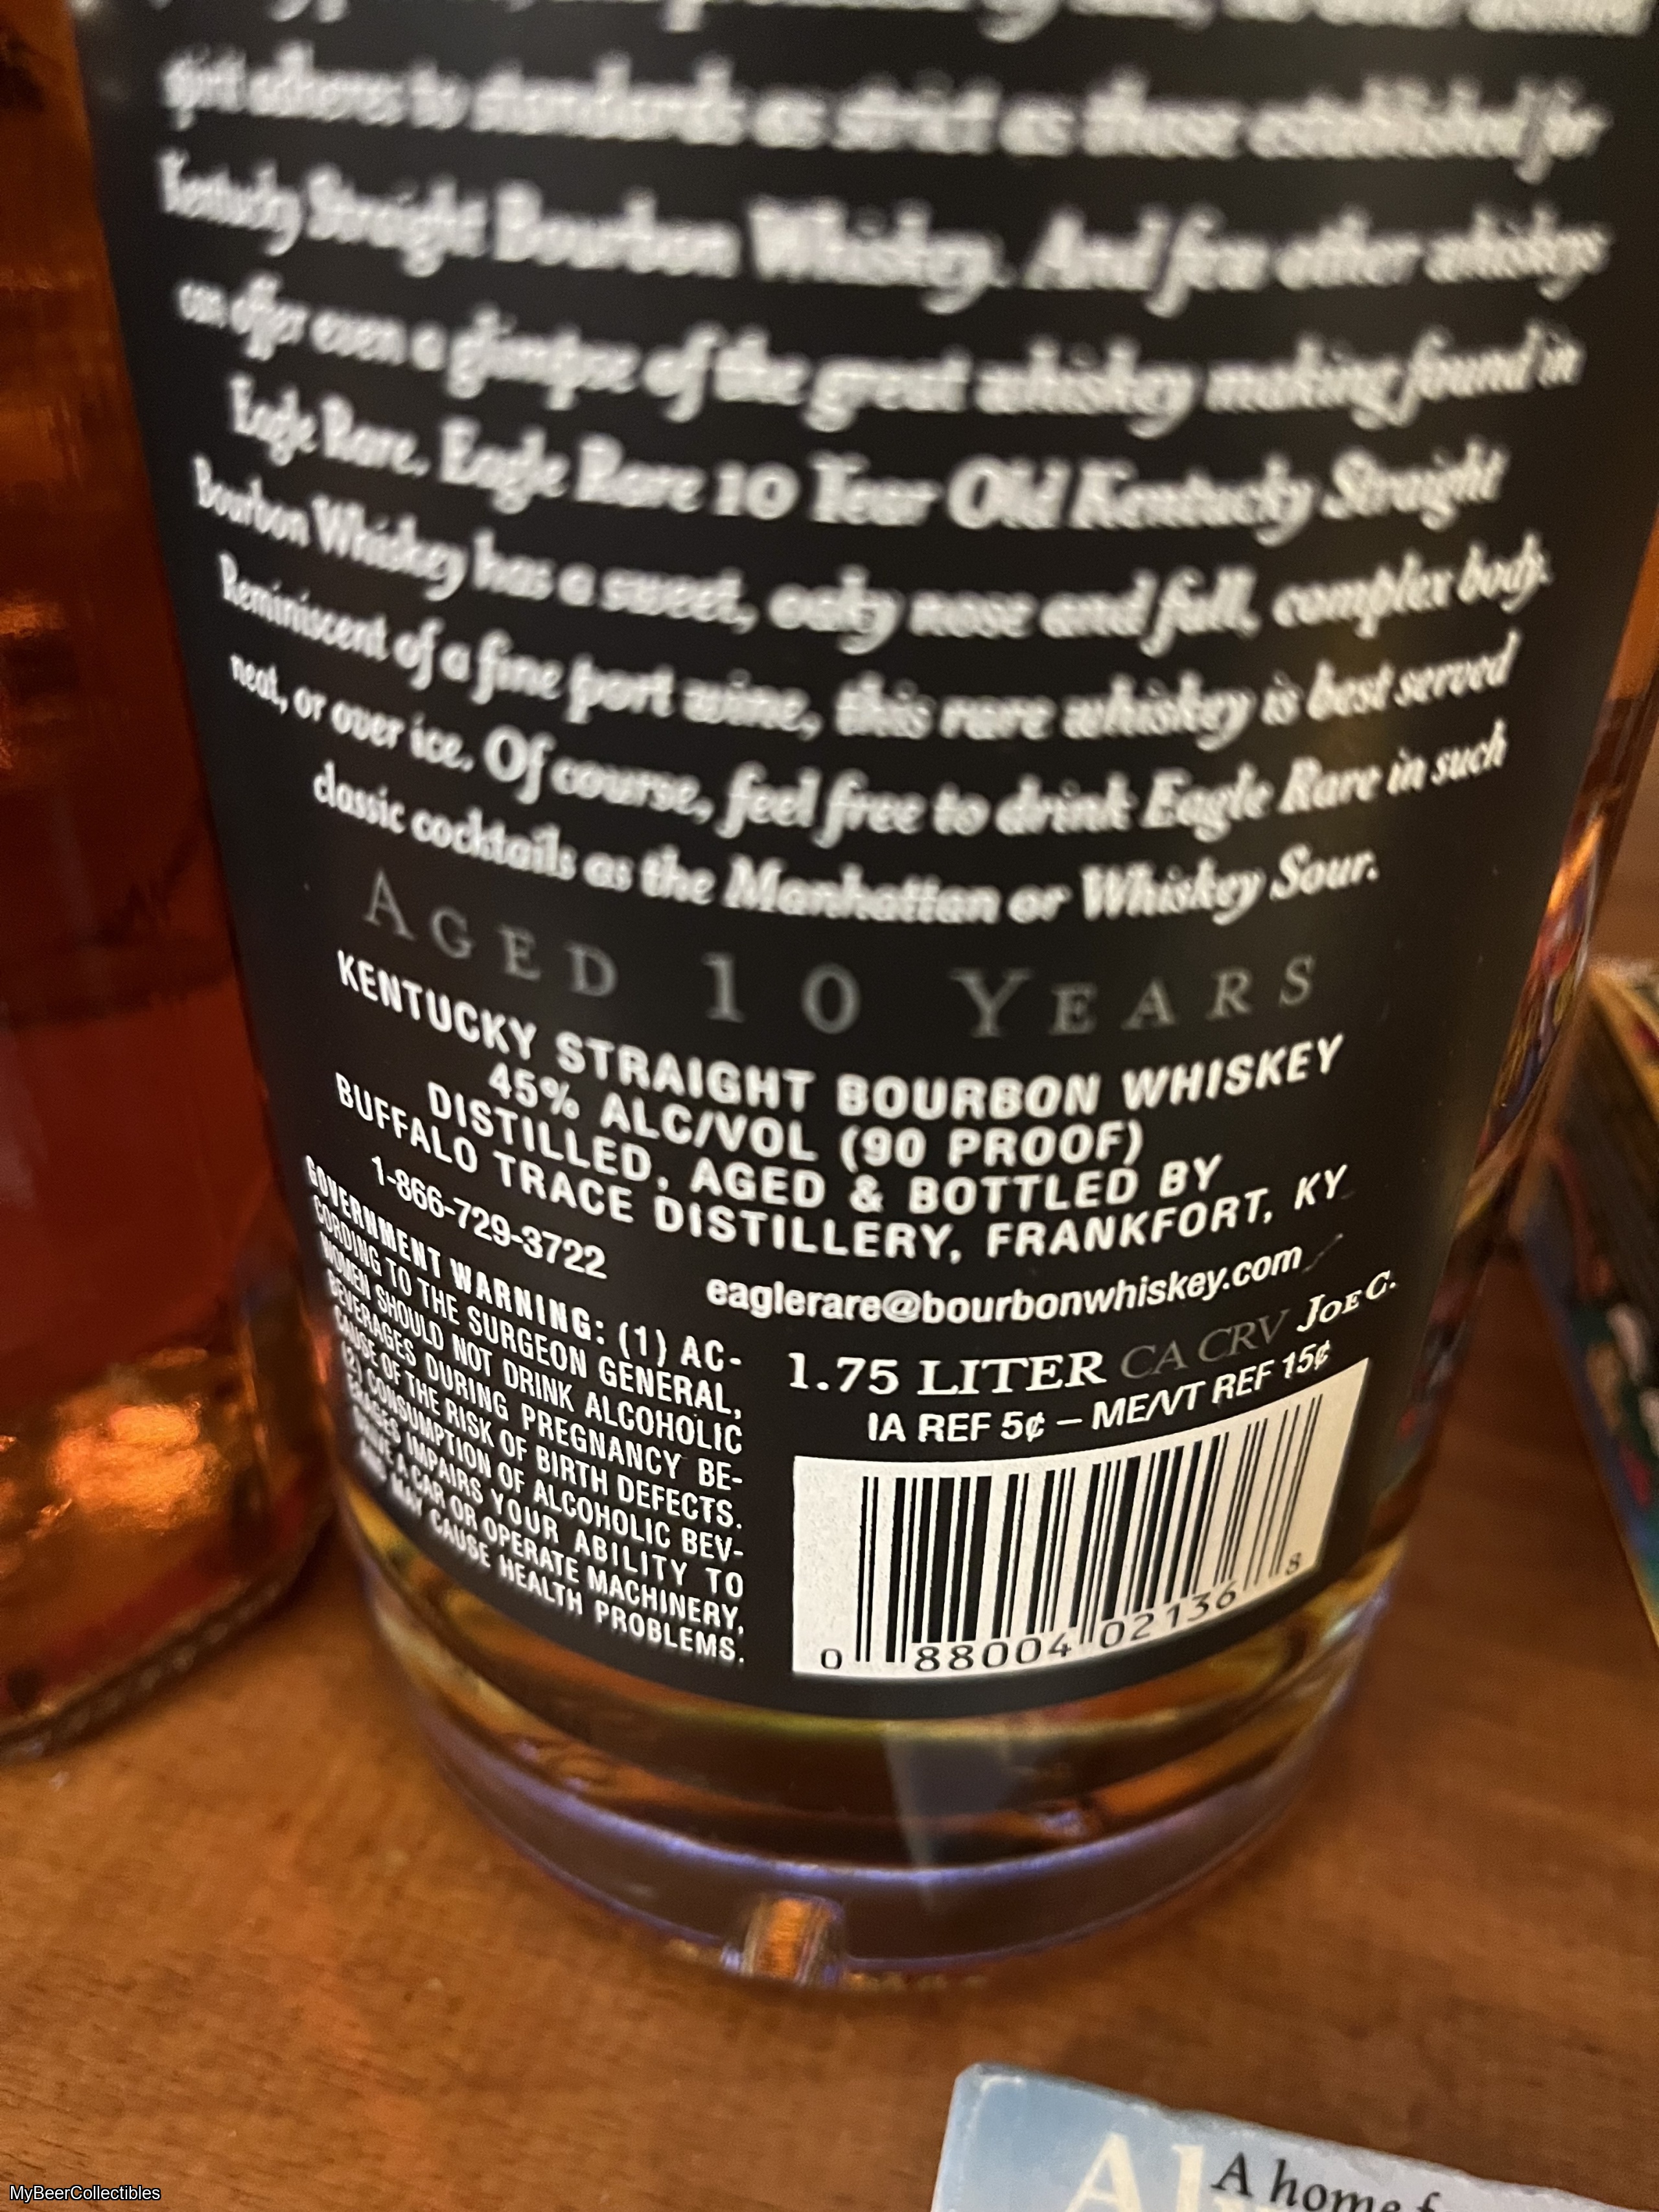 spirit adheres to standards as strict as those established for
Kentucky Straight Bourbon Whiskey. And few other whiskeys
can offer even a glimpse of the great whiskey making found in
Eagle Rare. Eagle Rare 10 Year Old Kentucky Straight
Bourbon Whiskey has a sweet, oaky nose and full, complex body.
Reminiscent of a fine port wine, this rare whiskey is best served
neat, or over ice. Of course, feel free to drink Eagle Rare in such
classic cocktails as the Manhattan or Whiskey Sour.
AGED 10 YEARS
KENTUCKY STRAIGHT BOURBON WHISKEY
45% ALC/VOL (90 PROOF)
DISTILLED, AGED & BOTTLED BY
BUFFALO TRACE DISTILLERY, FRANKFORT, KY
1-866-729-3722
eaglerare@bourbonwhiskey.com
GOVERNMENT WARNING: (1) AC-
CORDING TO THE SURGEON GENERAL,
WOMEN SHOULD NOT DRINK ALCOHOLIC
BEVERAGES DURING PREGNANCY BE-
CAUSE OF THE RISK OF BIRTH DEFECTS.
(2) CONSUMPTION OF ALCOHOLIC BEV-
ERAGES IMPAIRS YOUR ABILITY TO
DRIVE A CAR OR OPERATE MACHINERY,
AND MAY CAUSE HEALTH PROBLEMS.
1.75 LITER CA CRV JOE C.
IA REF 5¢ – ME/VT REF 15¢
0 88004 02136 8
A home f
Al
MyBeerCollectibles